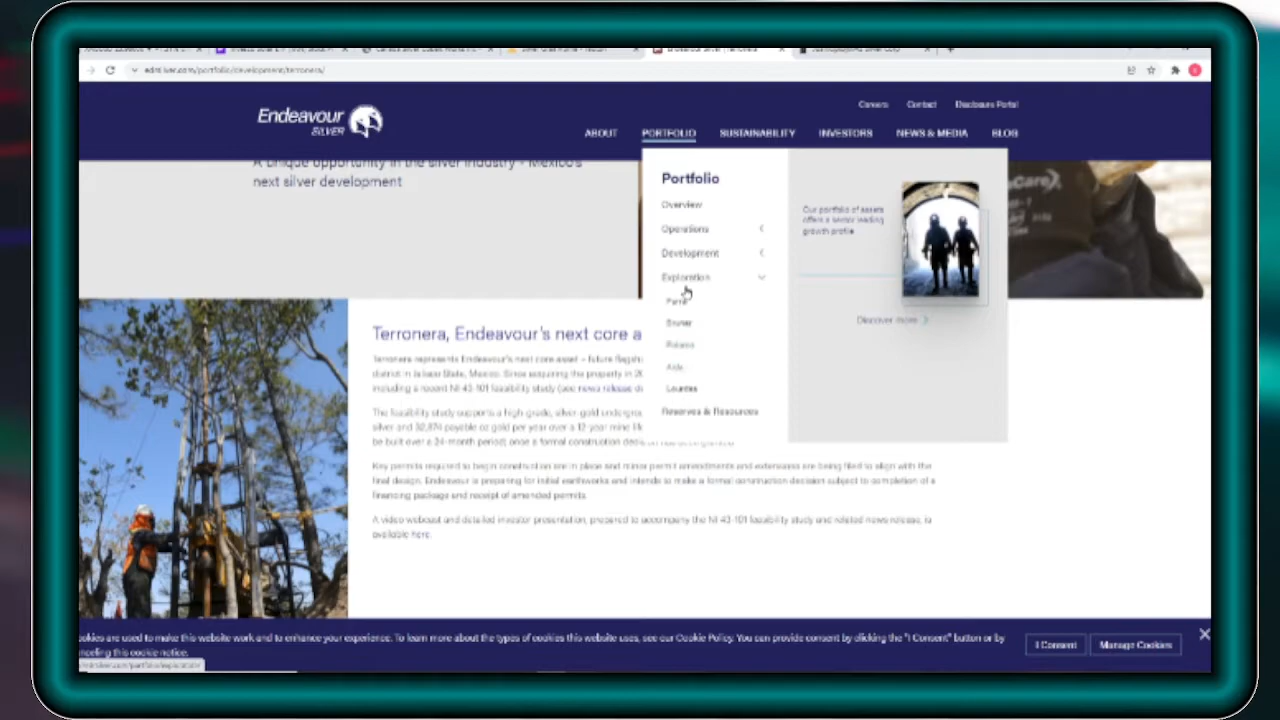 edrsilver.com/portfolio/development/terronera/
Endeavour
SILVER
Careers Contact Disclosure Portal
ABOUT PORTFOLIO SUSTAINABILITY INVESTORS NEWS & MEDIA BLOG
A unique opportunity in the silver industry - Mexico's
next silver development
Portfolio
Overview
Operations
Development
Exploration
Parral
Bruner
Paloma
Aida
Lourdes
Reserves & Resources
Our portfolio of assets
offers a sector leading
growth profile
Discover more
Terronera, Endeavour's next core a
Terronera represents Endeavour's next core asset – future flagsh
district in Jalisco State, Mexico. Since acquiring the property in 20
including a recent NI 43-101 feasibility study (see news release d
The feasibility study supports a high-grade, silver-gold undergrou
silver and 32,874 payable oz gold per year over a 12 year mine lif
be built over a 24-month period; once a formal construction decis
Key permits required to begin construction are in place and minor permit amendments and extensions are being filed to align with the
final design. Endeavour is preparing for initial earthworks and intends to make a formal construction decision subject to completion of a
financing package and receipt of amended permits.
A video webcast and detailed investor presentation, prepared to accompany the NI 43-101 feasibility study and related news release, is
available here.
ookies are used to make this website work and to enhance your experience. To learn more about the types of cookies this website uses, see our Cookie Policy. You can provide consent by clicking the "I Consent" button or by
nceling this cookie notice.
I Consent Manage Cookies